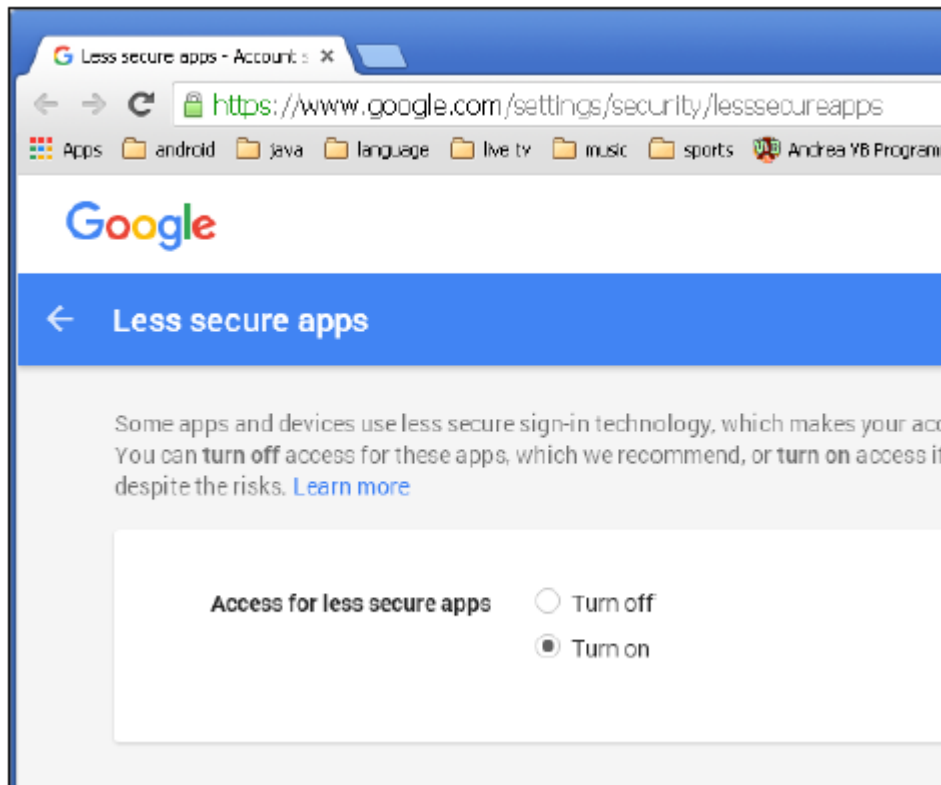 Less secure apps - Account s
https://www.google.com/settings/security/lesssecureapps
Apps android java language live tv music sports Andrea VB Program
Google
Less secure apps
Some apps and devices use less secure sign-in technology, which makes your acc
You can turn off access for these apps, which we recommend, or turn on access if
despite the risks. Learn more
Access for less secure apps Turn off
Turn on